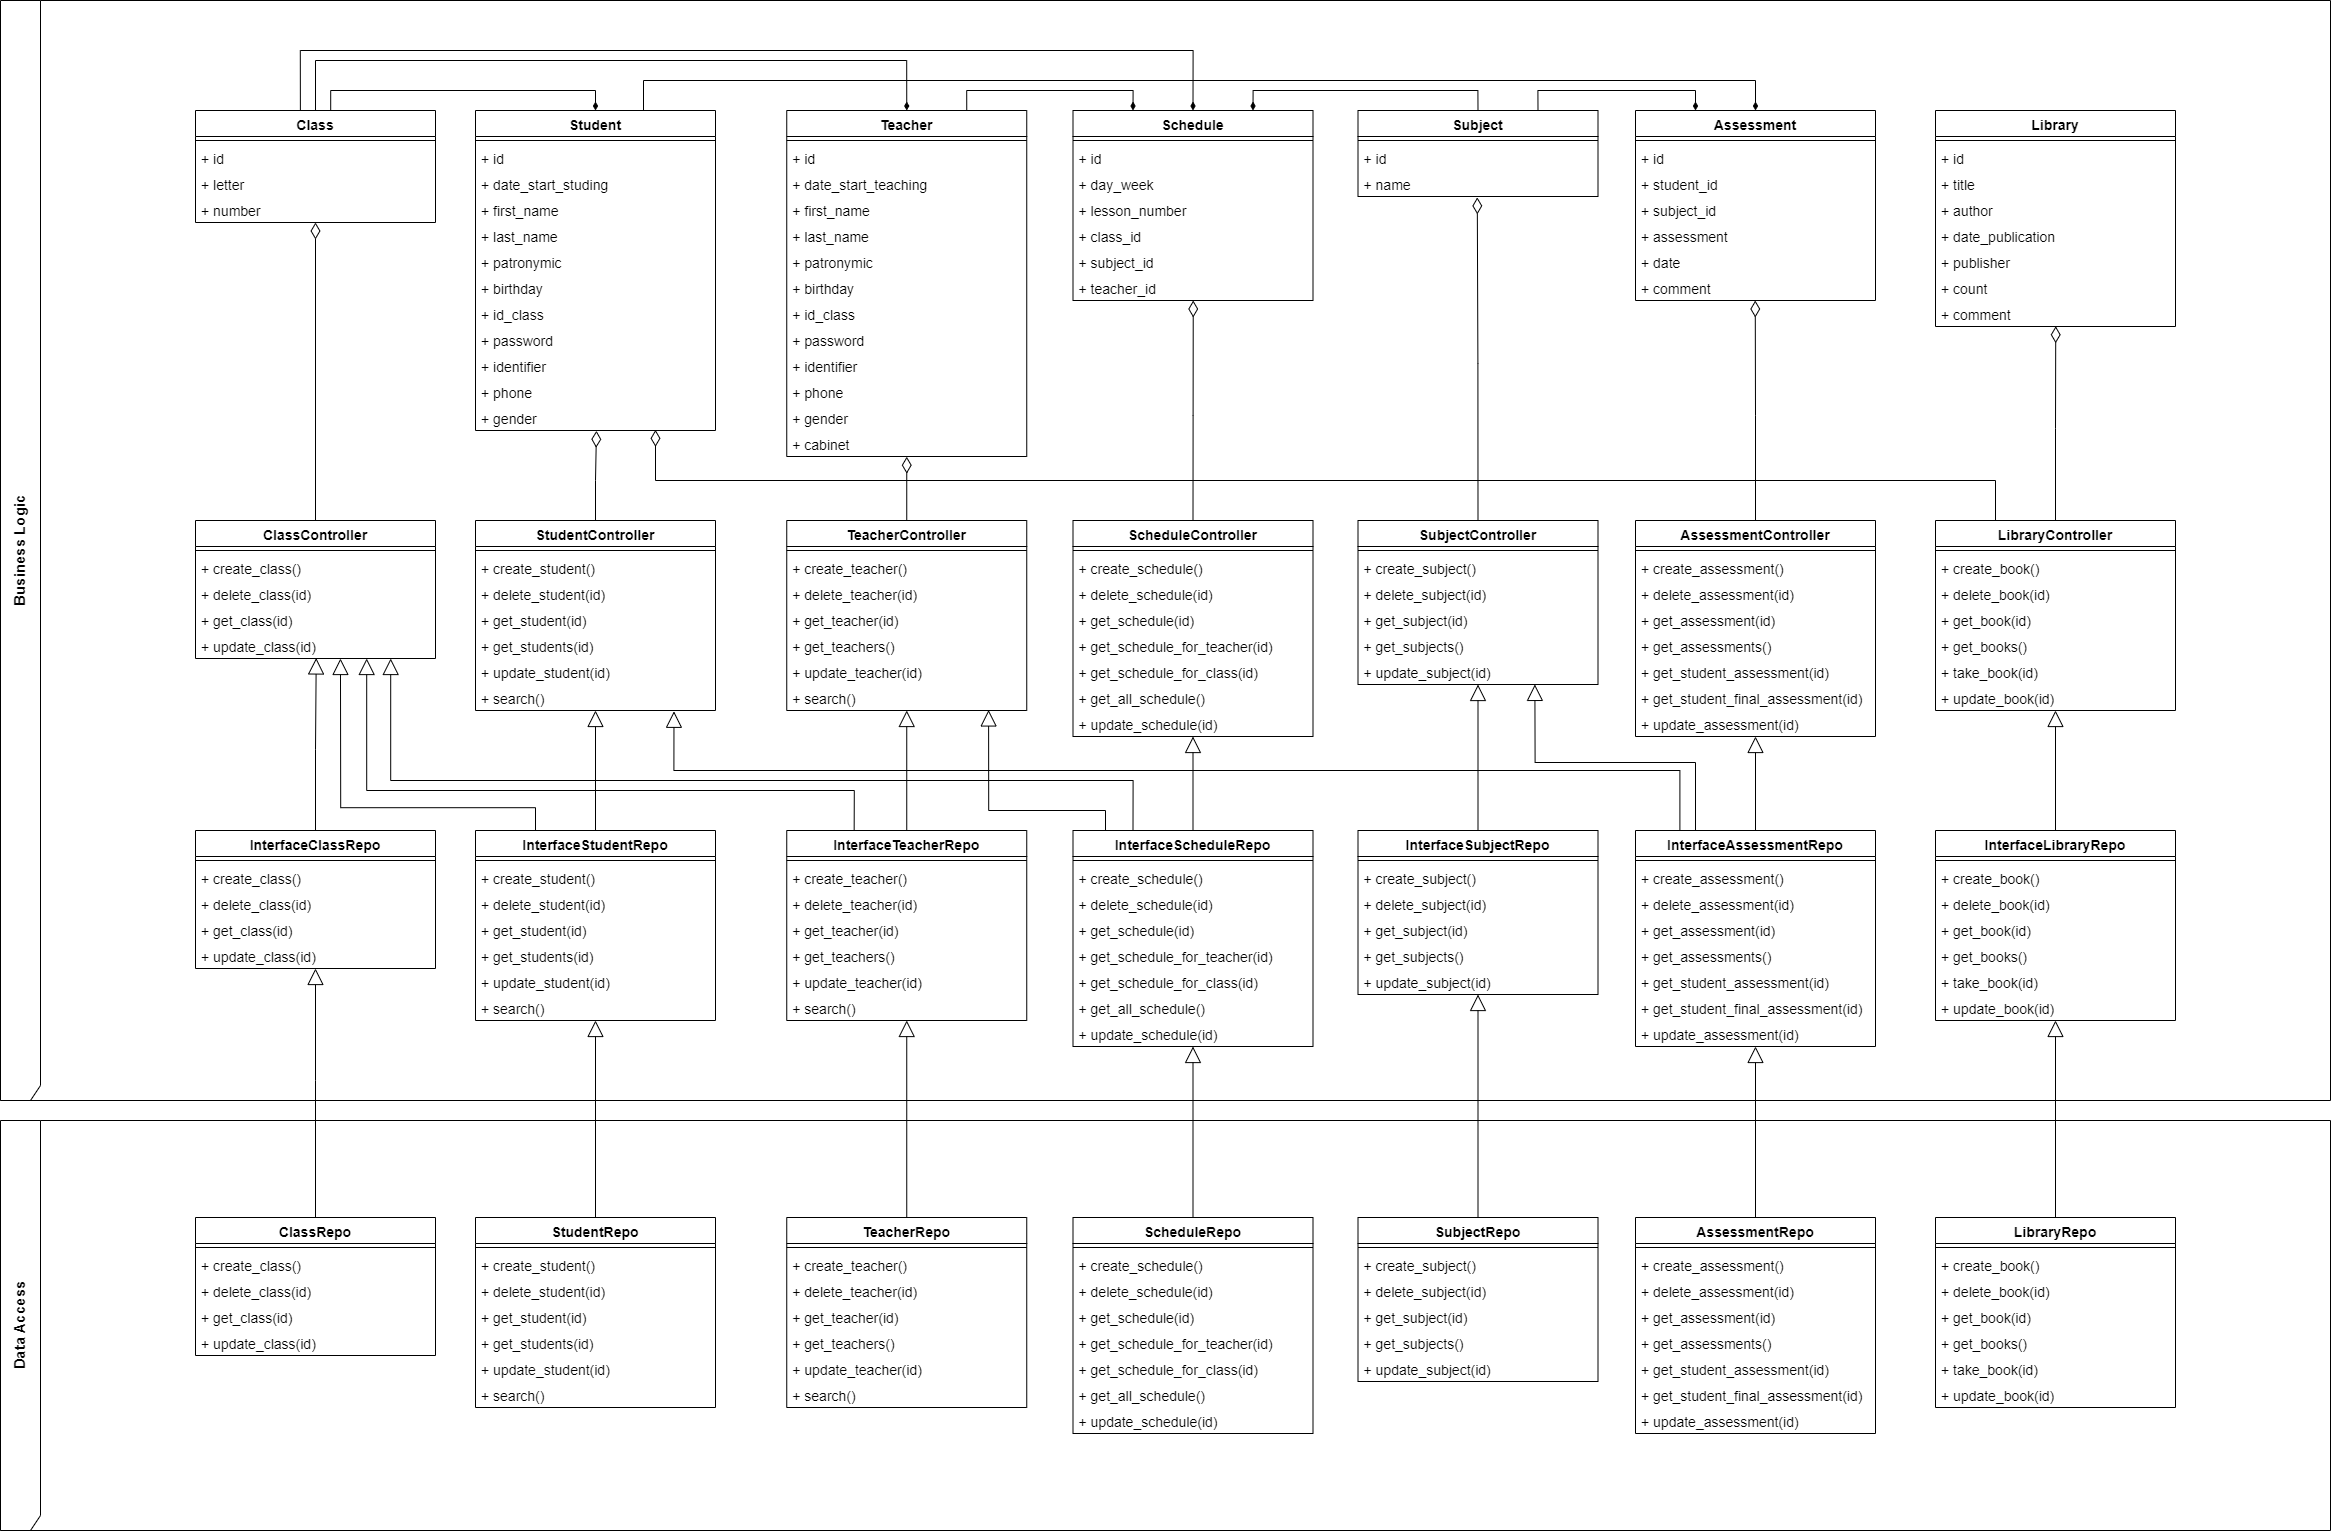 Business Logic
Class
+ id
+ letter
+ number
Student
+ id
+ date_start_studing
+ first_name
+ last_name
+ patronymic
+ birthday
+ id_class
+ password
+ identifier
+ phone
+ gender
Teacher
+ id
+ date_start_teaching
+ first_name
+ last_name
+ patronymic
+ birthday
+ id_class
+ password
+ identifier
+ phone
+ gender
+ cabinet
Schedule
+ id
+ day_week
+ lesson_number
+ class_id
+ subject_id
+ teacher_id
Subject
+ id
+ name
Assessment
+ id
+ student_id
+ subject_id
+ assessment
+ date
+ comment
Library
+ id
+ title
+ author
+ date_publication
+ publisher
+ count
+ comment
ClassController
+ create_class()
+ delete_class(id)
+ get_class(id)
+ update_class(id)
StudentController
+ create_student()
+ delete_student(id)
+ get_student(id)
+ get_students(id)
+ update_student(id)
+ search()
TeacherController
+ create_teacher()
+ delete_teacher(id)
+ get_teacher(id)
+ get_teachers()
+ update_teacher(id)
+ search()
ScheduleController
+ create_schedule()
+ delete_schedule(id)
+ get_schedule(id)
+ get_schedule_for_teacher(id)
+ get_schedule_for_class(id)
+ get_all_schedule()
+ update_schedule(id)
SubjectController
+ create_subject()
+ delete_subject(id)
+ get_subject(id)
+ get_subjects()
+ update_subject(id)
AssessmentController
+ create_assessment()
+ delete_assessment(id)
+ get_assessment(id)
+ get_assessments()
+ get_student_assessment(id)
+ get_student_final_assessment(id)
+ update_assessment(id)
LibraryController
+ create_book()
+ delete_book(id)
+ get_book(id)
+ get_books()
+ take_book(id)
+ update_book(id)
InterfaceClassRepo
+ create_class()
+ delete_class(id)
+ get_class(id)
+ update_class(id)
InterfaceStudentRepo
+ create_student()
+ delete_student(id)
+ get_student(id)
+ get_students(id)
+ update_student(id)
+ search()
InterfaceTeacherRepo
+ create_teacher()
+ delete_teacher(id)
+ get_teacher(id)
+ get_teachers()
+ update_teacher(id)
+ search()
InterfaceScheduleRepo
+ create_schedule()
+ delete_schedule(id)
+ get_schedule(id)
+ get_schedule_for_teacher(id)
+ get_schedule_for_class(id)
+ get_all_schedule()
+ update_schedule(id)
InterfaceSubjectRepo
+ create_subject()
+ delete_subject(id)
+ get_subject(id)
+ get_subjects()
+ update_subject(id)
InterfaceAssessmentRepo
+ create_assessment()
+ delete_assessment(id)
+ get_assessment(id)
+ get_assessments()
+ get_student_assessment(id)
+ get_student_final_assessment(id)
+ update_assessment(id)
InterfaceLibraryRepo
+ create_book()
+ delete_book(id)
+ get_book(id)
+ get_books()
+ take_book(id)
+ update_book(id)
Data Access
ClassRepo
+ create_class()
+ delete_class(id)
+ get_class(id)
+ update_class(id)
StudentRepo
+ create_student()
+ delete_student(id)
+ get_student(id)
+ get_students(id)
+ update_student(id)
+ search()
TeacherRepo
+ create_teacher()
+ delete_teacher(id)
+ get_teacher(id)
+ get_teachers()
+ update_teacher(id)
+ search()
ScheduleRepo
+ create_schedule()
+ delete_schedule(id)
+ get_schedule(id)
+ get_schedule_for_teacher(id)
+ get_schedule_for_class(id)
+ get_all_schedule()
+ update_schedule(id)
SubjectRepo
+ create_subject()
+ delete_subject(id)
+ get_subject(id)
+ get_subjects()
+ update_subject(id)
AssessmentRepo
+ create_assessment()
+ delete_assessment(id)
+ get_assessment(id)
+ get_assessments()
+ get_student_assessment(id)
+ get_student_final_assessment(id)
+ update_assessment(id)
LibraryRepo
+ create_book()
+ delete_book(id)
+ get_book(id)
+ get_books()
+ take_book(id)
+ update_book(id)